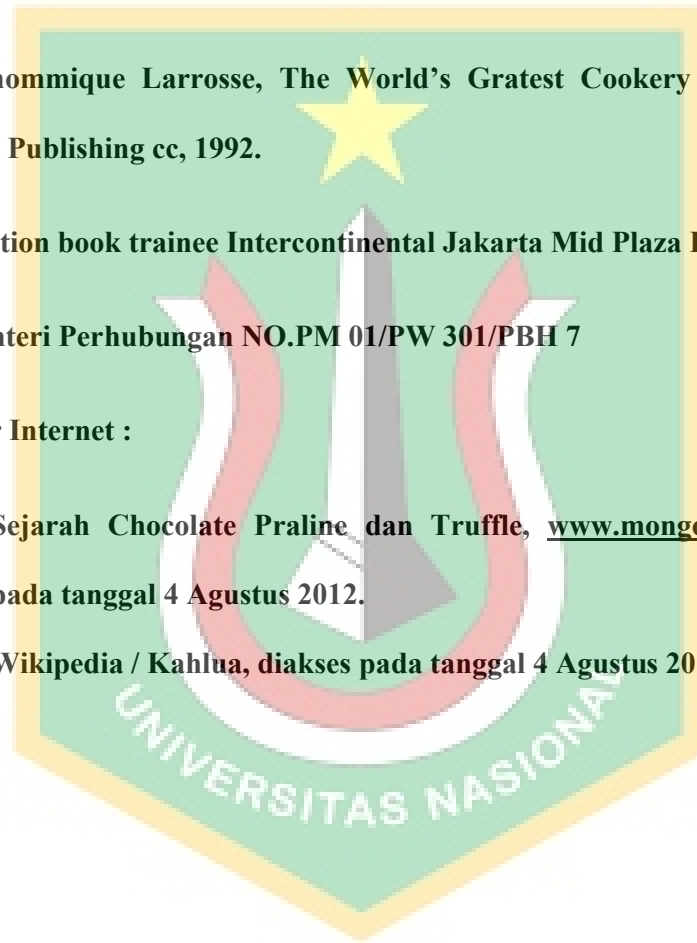 nommique Larrosse, The World's Gratest Cookery
Publishing cc, 1992.
tion book trainee Intercontinental Jakarta Mid Plaza
nteri Perhubungan NO.PM 01/PW 301/PBH 7
Internet :
Sejarah Chocolate Praline dan Truffle, www.mong
pada tanggal 4 Agustus 2012.
Wikipedia / Kahlua, diakses pada tanggal 4 Agustus 20
UNIVERSITAS NASIONAL